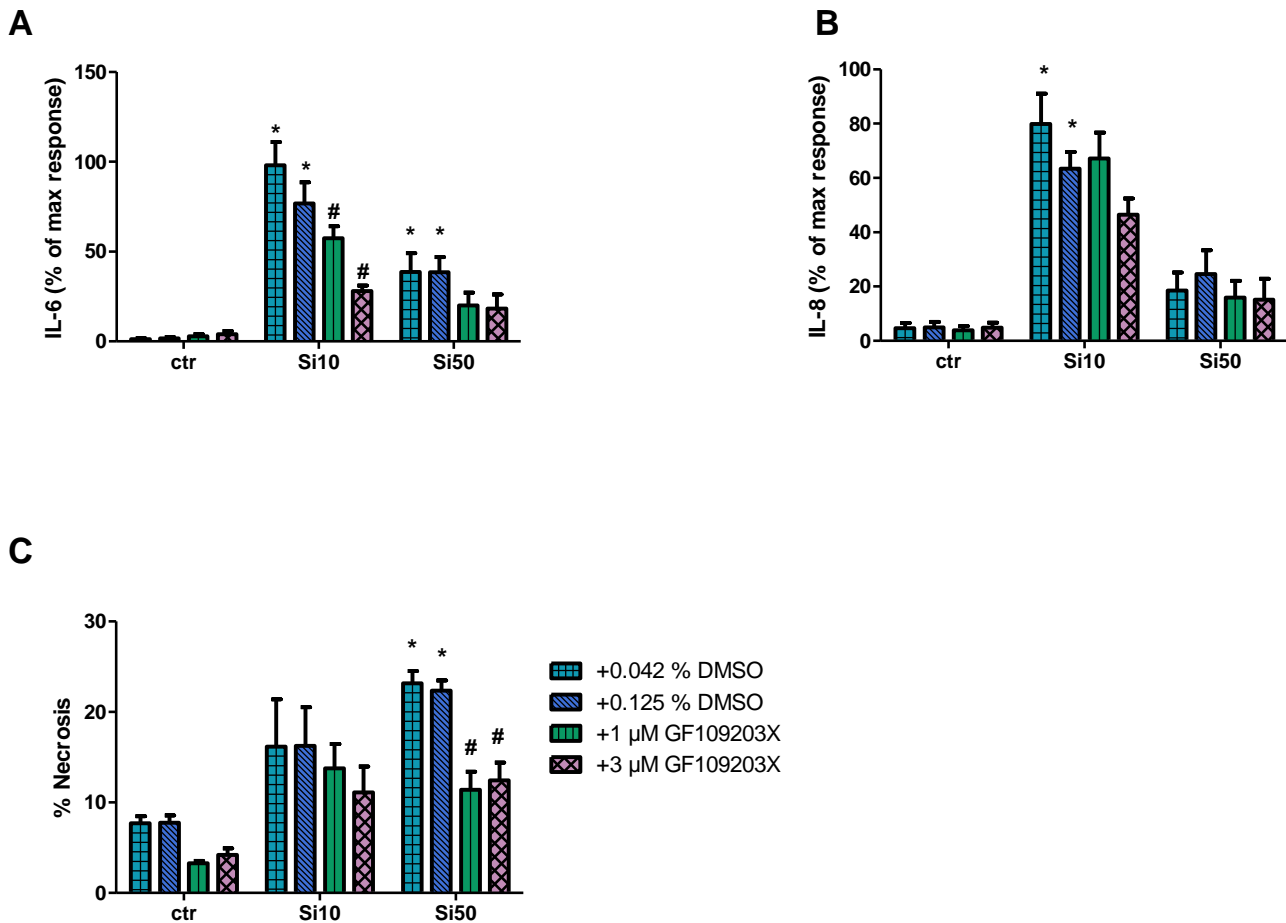 A
IL-6 (% of max response)
150
100
50
0
* * # # * *
ctr Si10 Si50
B
IL-8 (% of max response)
100
80
60
40
20
0
* *
ctr Si10 Si50
C
% Necrosis
30
20
10
0
* * # #
ctr Si10 Si50
+0.042 % DMSO
+0.125 % DMSO
+1 µM GF109203X
+3 µM GF109203X